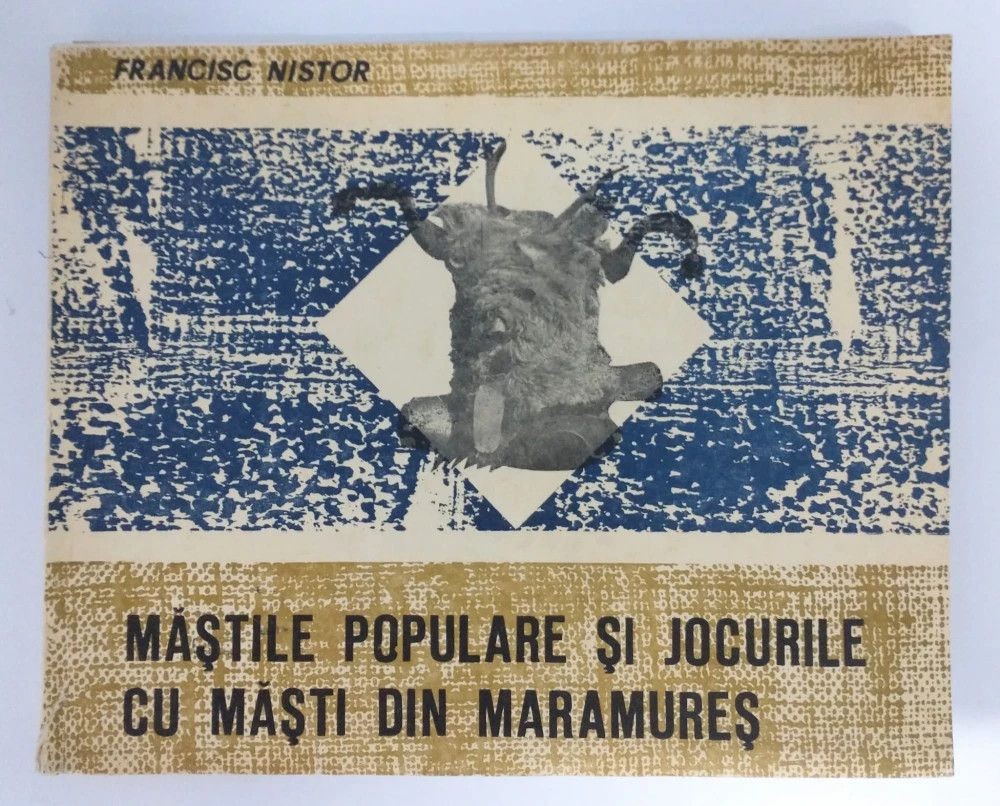 FRANCISC NISTOR
MĂŞTILE POPULARE ŞI JOCURILE
CU MĂŞTI DIN MARAMUREŞ